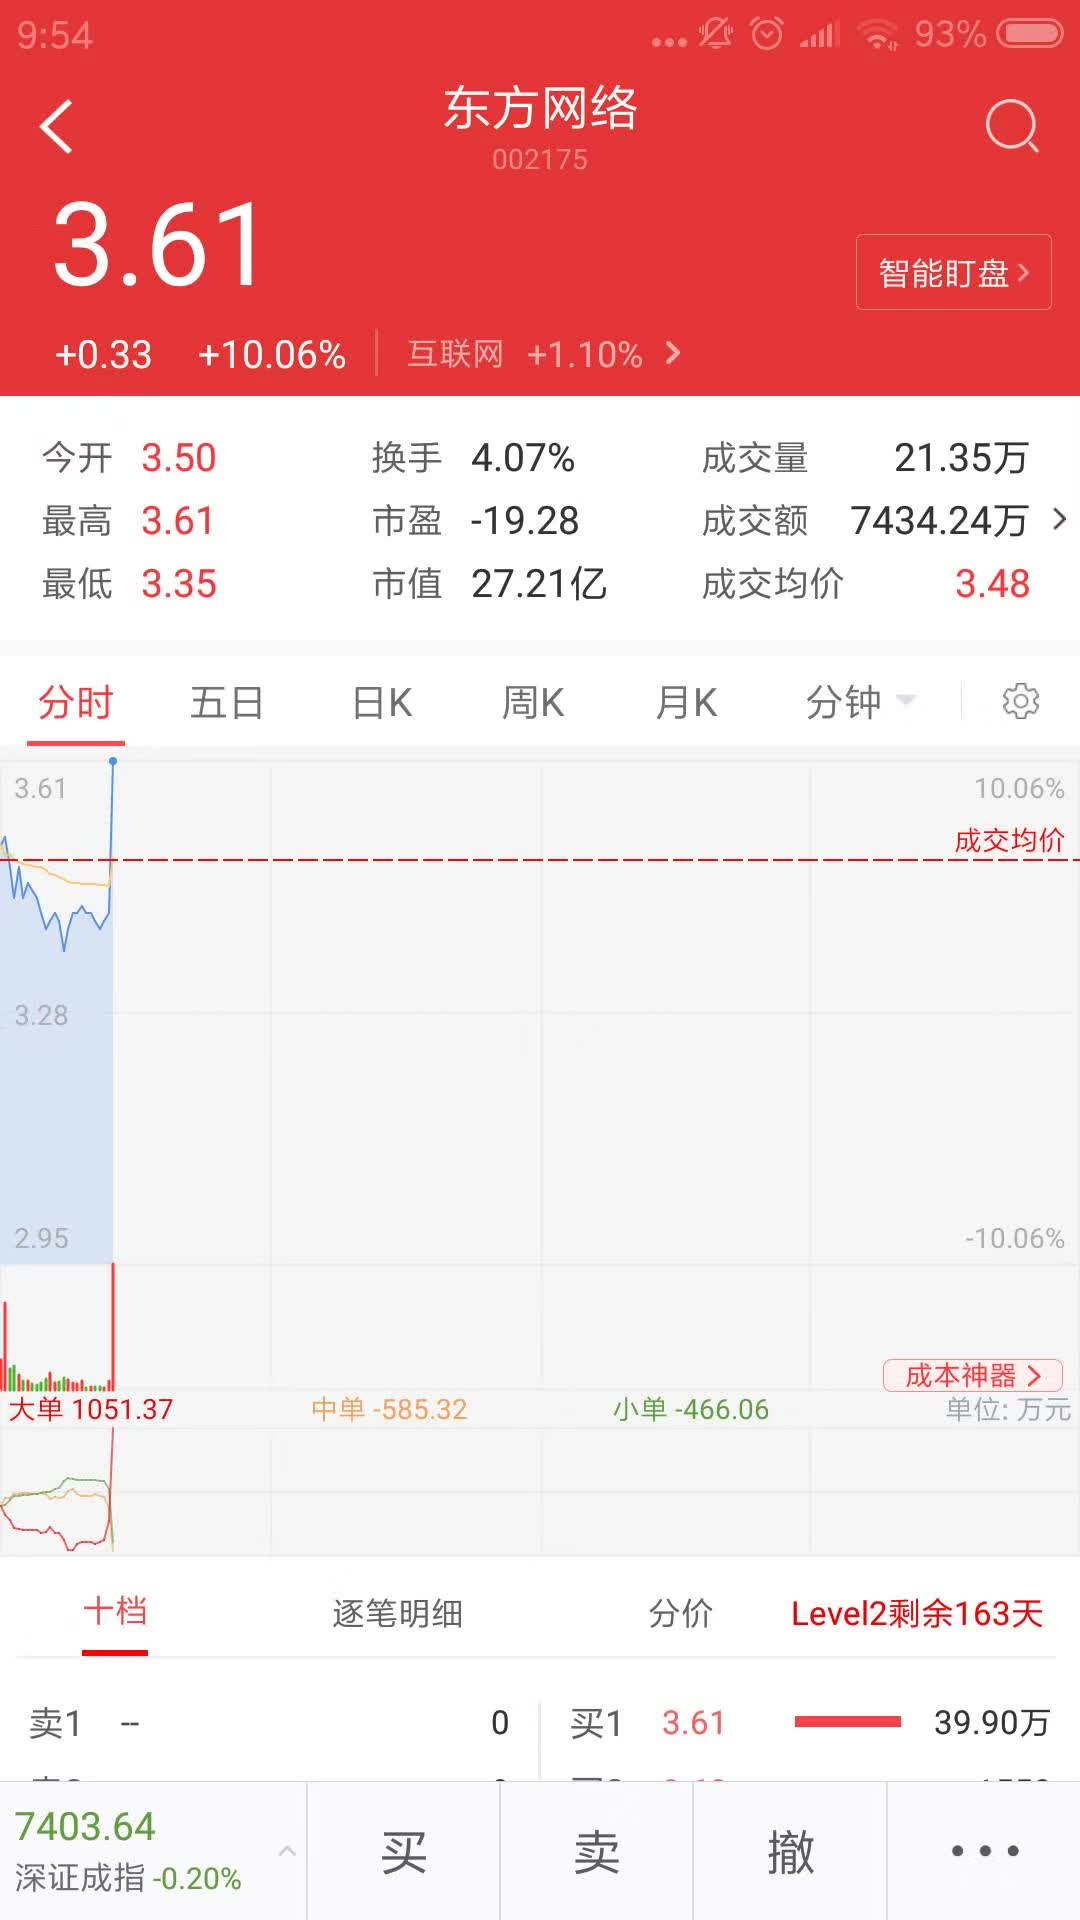 9:54 93%
东方网络
002175
3.61
智能盯盘
+0.33 +10.06% 互联网 +1.10%
今开 3.50 换手 4.07% 成交量 21.35万
最高 3.61 市盈 -19.28 成交额 7434.24万
最低 3.35 市值 27.21亿 成交均价 3.48
分时 五日 日K 周K 月K 分钟
3.61 10.06%
成交均价
3.28
2.95 -10.06%
成本神器
大单 1051.37 中单 -585.32 小单 -466.06 单位: 万元
十档 逐笔明细 分价 Level2剩余163天
卖1 -- 0 买1 3.61 39.90万
7403.64
深证成指 -0.20%
买 卖 撤